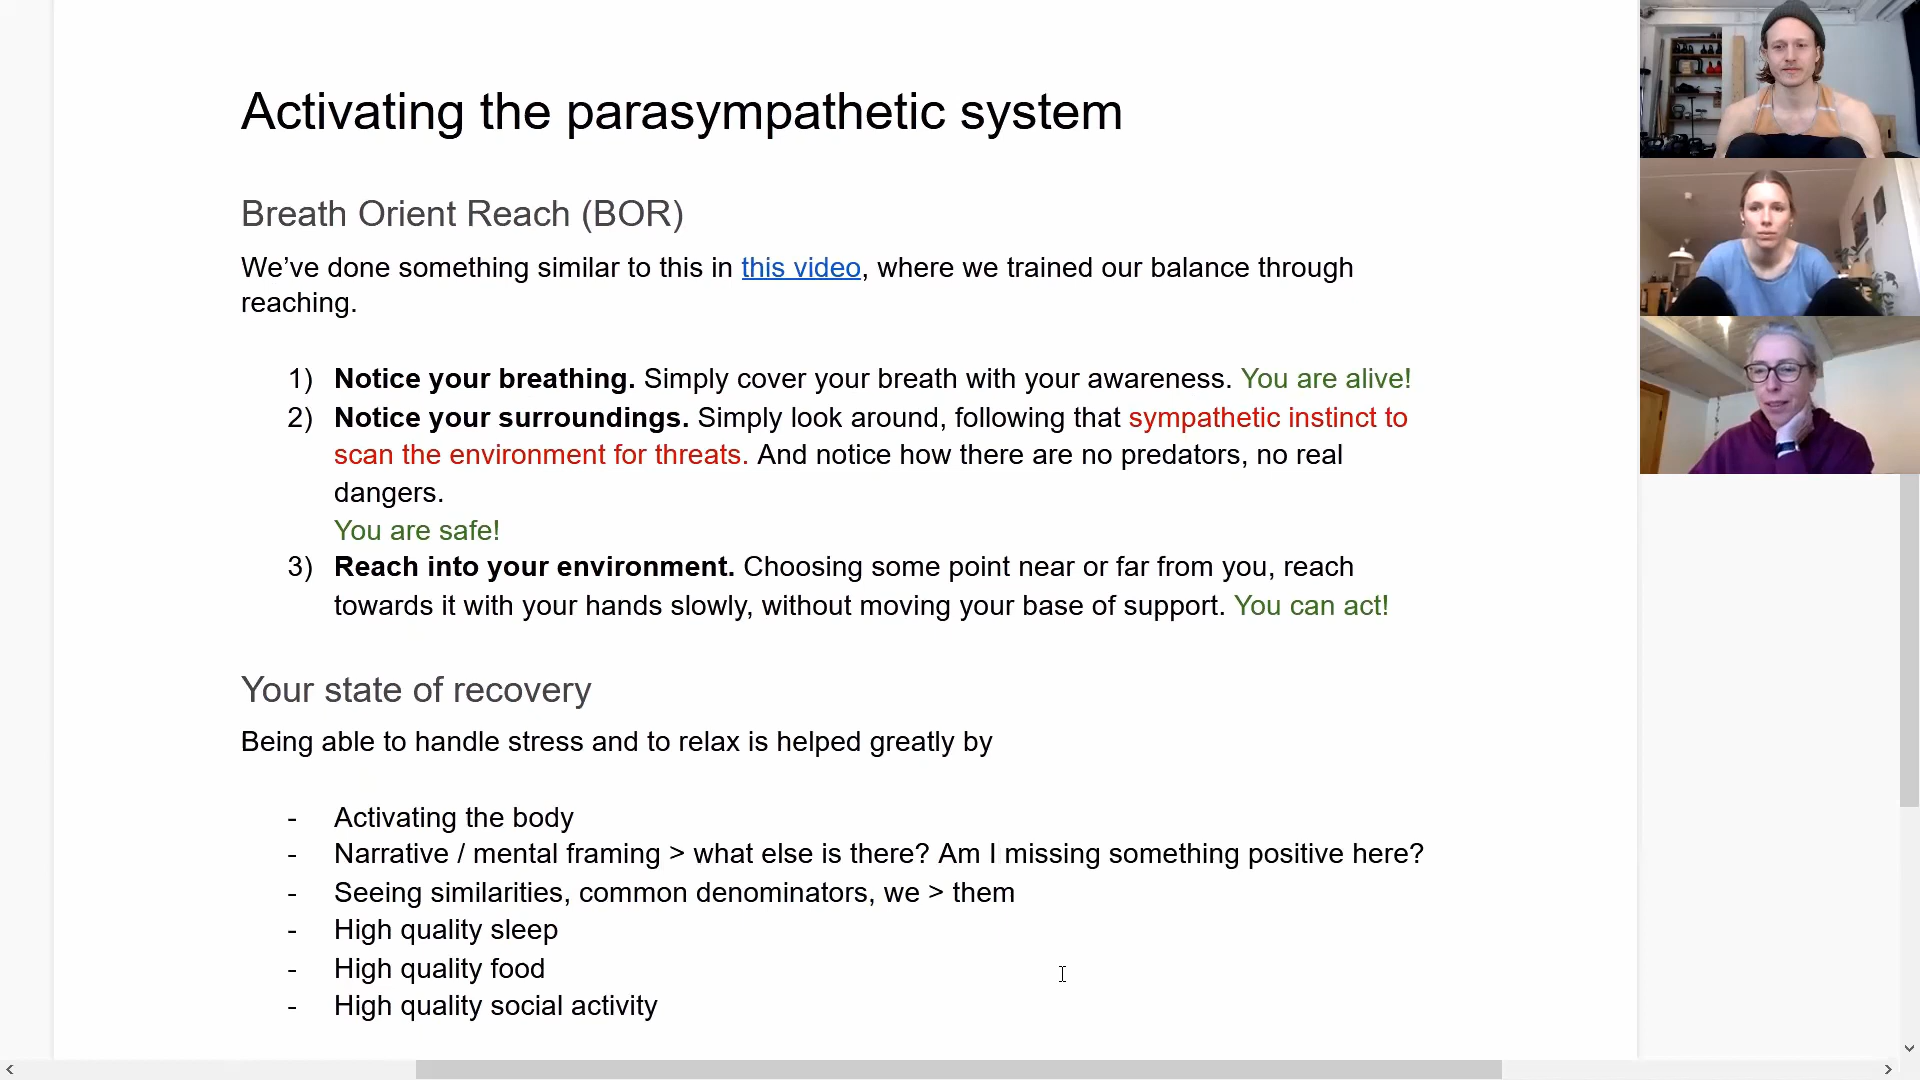 Activating the parasympathetic system
Breath Orient Reach (BOR)
We’ve done something similar to this in this video, where we trained our balance through
reaching.
1) Notice your breathing. Simply cover your breath with your awareness. You are alive!
2) Notice your surroundings. Simply look around, following that sympathetic instinct to
scan the environment for threats. And notice how there are no predators, no real
dangers.
You are safe!
3) Reach into your environment. Choosing some point near or far from you, reach
towards it with your hands slowly, without moving your base of support. You can act!
Your state of recovery
Being able to handle stress and to relax is helped greatly by
- Activating the body
- Narrative / mental framing > what else is there? Am I missing something positive here?
- Seeing similarities, common denominators, we > them
- High quality sleep
- High quality food
- High quality social activity